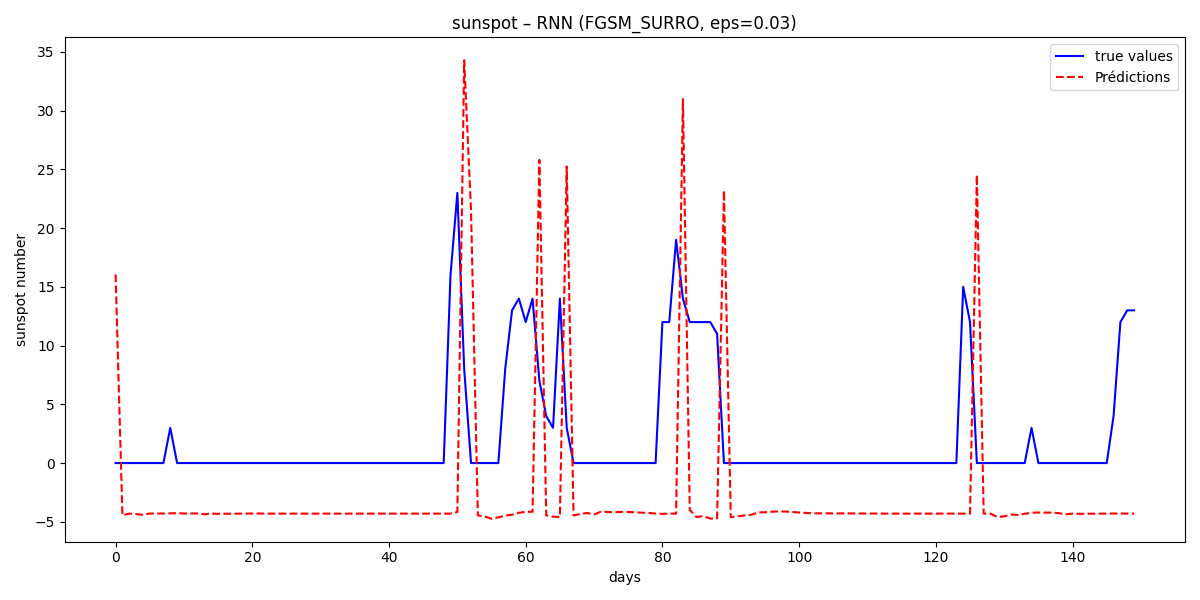 sunspot – RNN (FGSM_SURRO, eps=0.03)
true values
Prédictions
sunspot number
35
30
25
20
15
10
5
0
−5
0 20 40 60 80 100 120 140
days